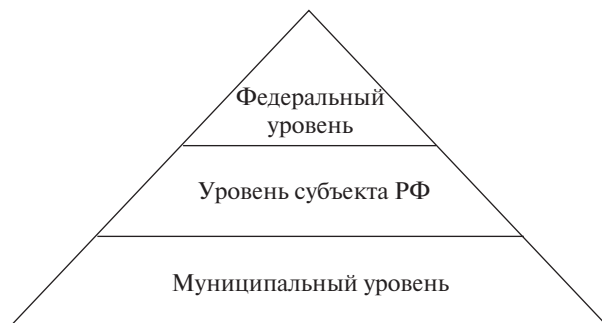 Федеральный
уровень
Уровень субъекта РФ
Муниципальный уровень